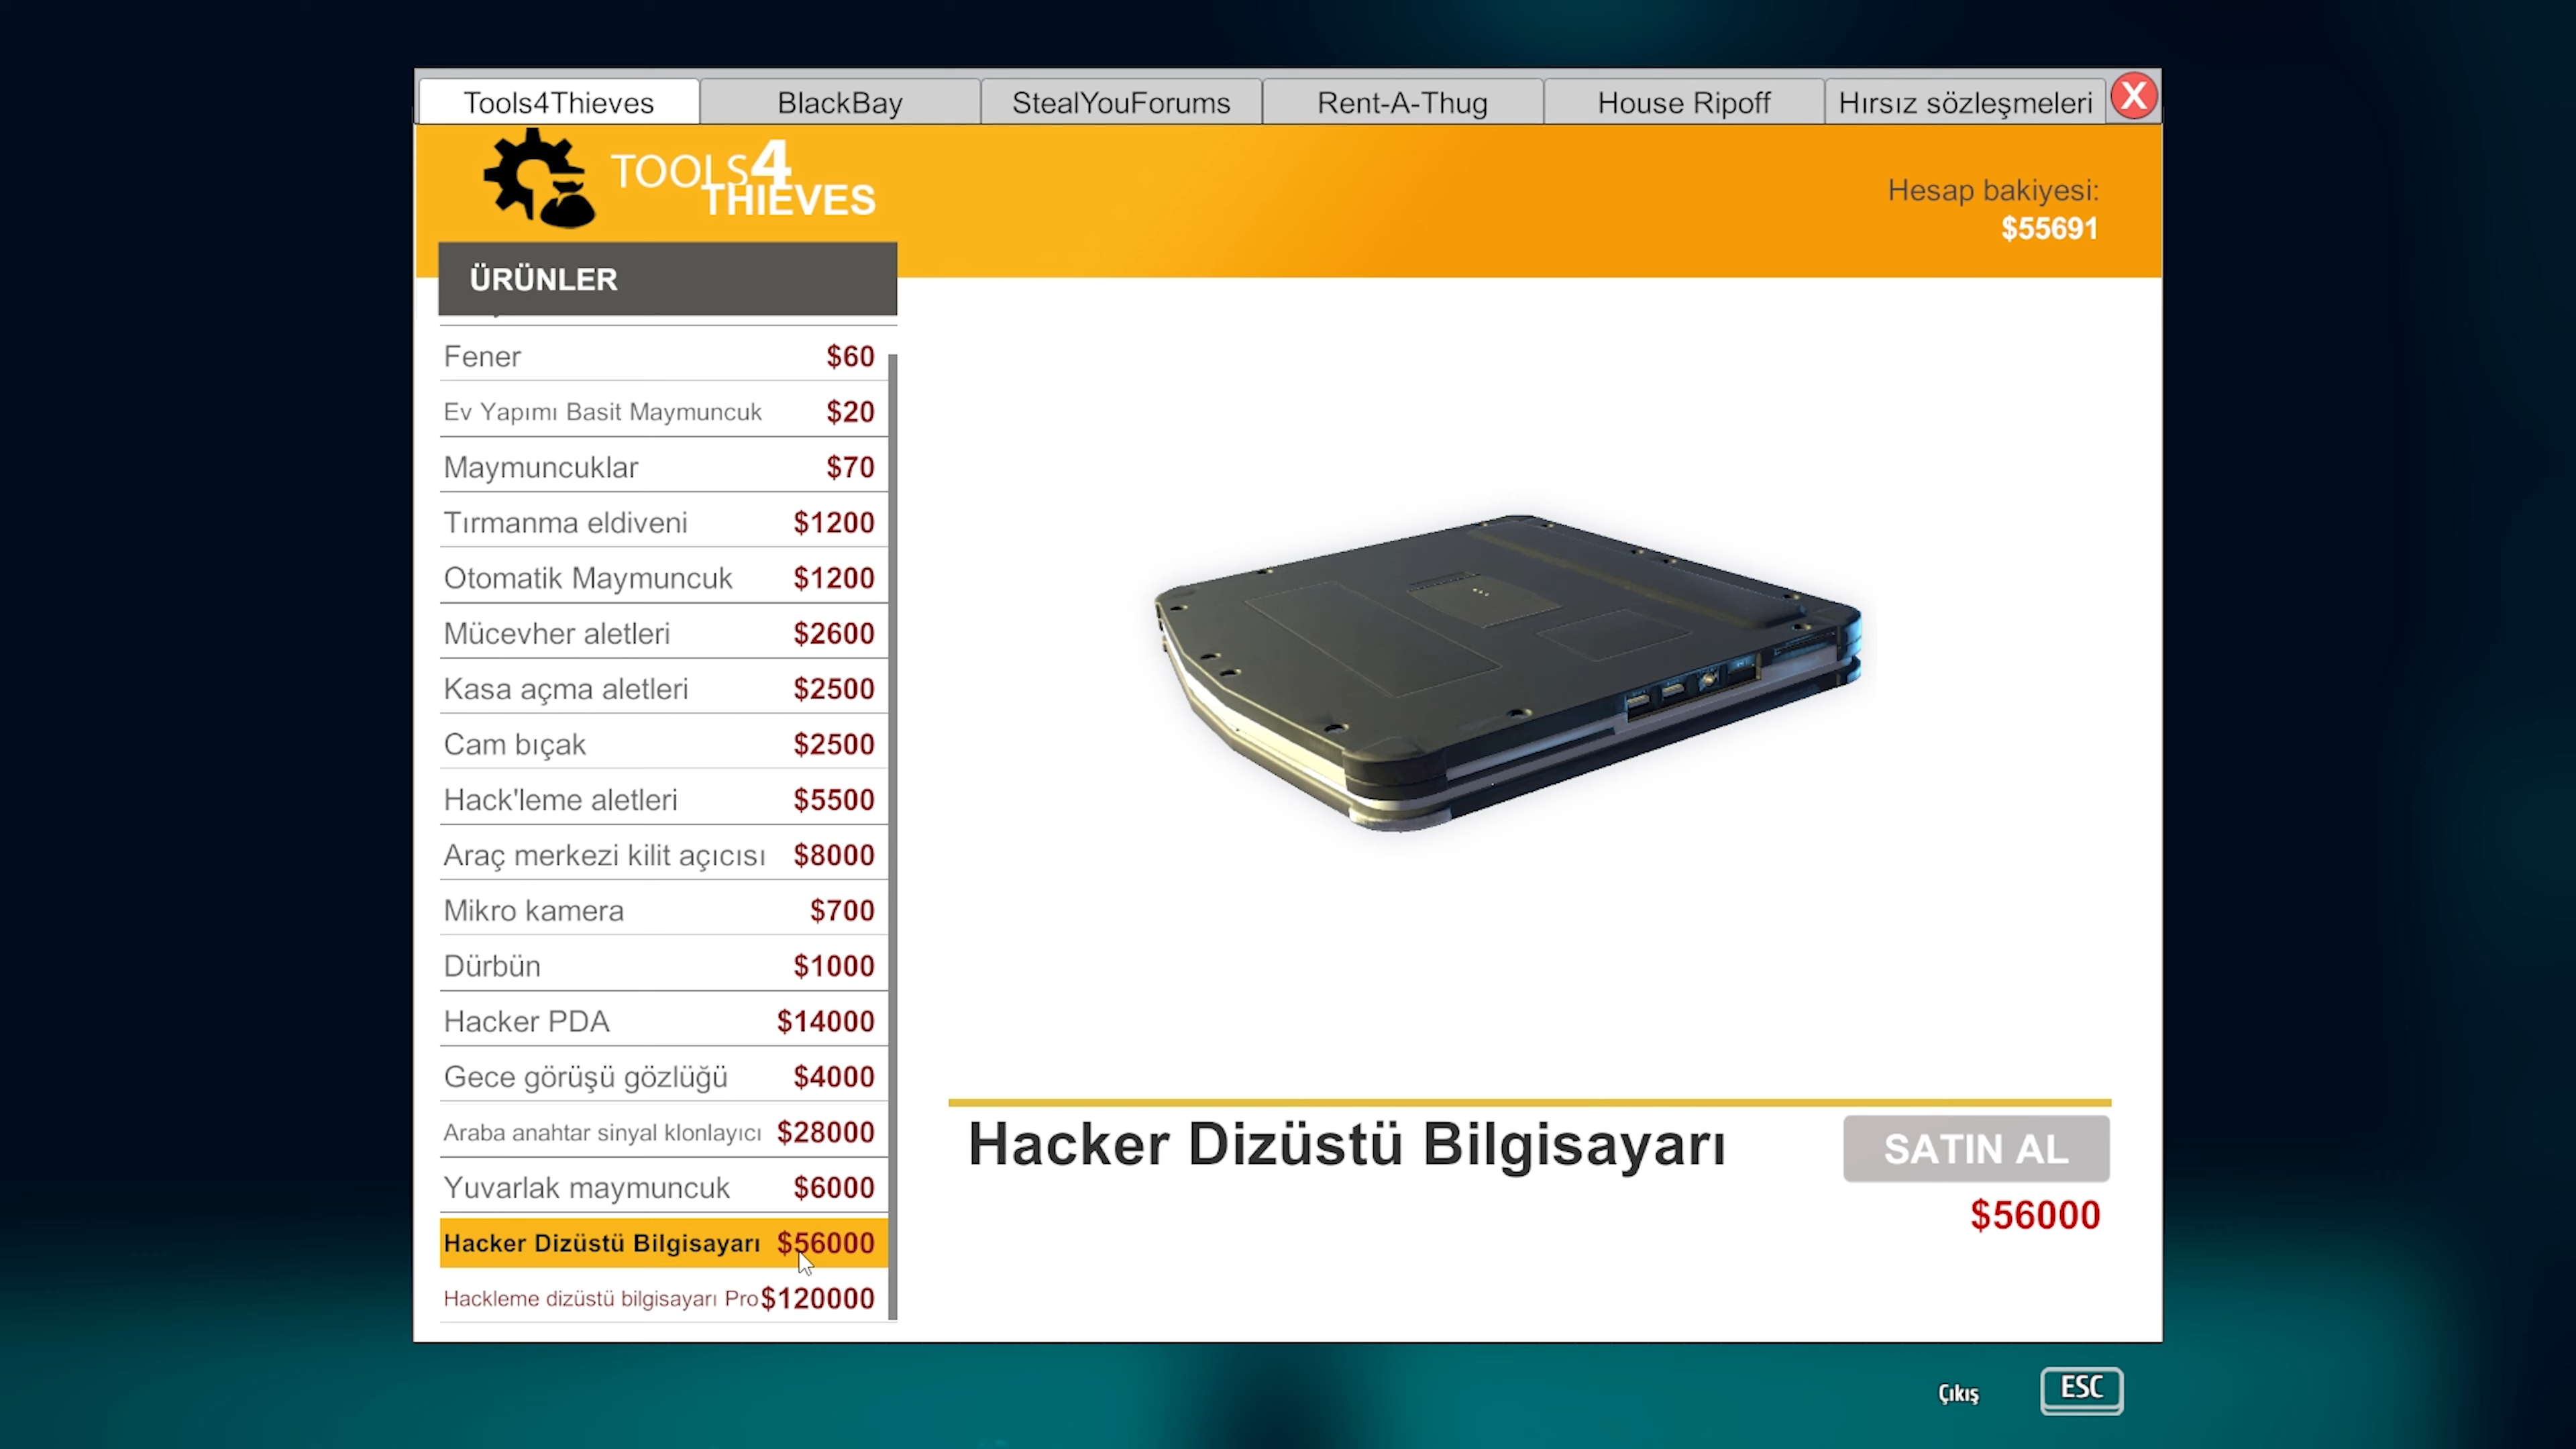 Tools4Thieves
BlackBay
StealYouForums
Rent-A-Thug
House Ripoff
Hırsız sözleşmeleri
X
TOOLS4
THIEVES
Hesap bakiyesi:
$55691
ÜRÜNLER
Fener $60
Ev Yapımı Basit Maymuncuk $20
Maymuncuklar $70
Tırmanma eldiveni $1200
Otomatik Maymuncuk $1200
Mücevher aletleri $2600
Kasa açma aletleri $2500
Cam bıçak $2500
Hack'leme aletleri $5500
Araç merkezi kilit açıcısı $8000
Mikro kamera $700
Dürbün $1000
Hacker PDA $14000
Gece görüşü gözlüğü $4000
Araba anahtar sinyal klonlayıcı $28000
Yuvarlak maymuncuk $6000
Hacker Dizüstü Bilgisayarı $56000
Hackleme dizüstü bilgisayarı Pro $120000
Hacker Dizüstü Bilgisayarı
SATIN AL
$56000
Çıkış
ESC